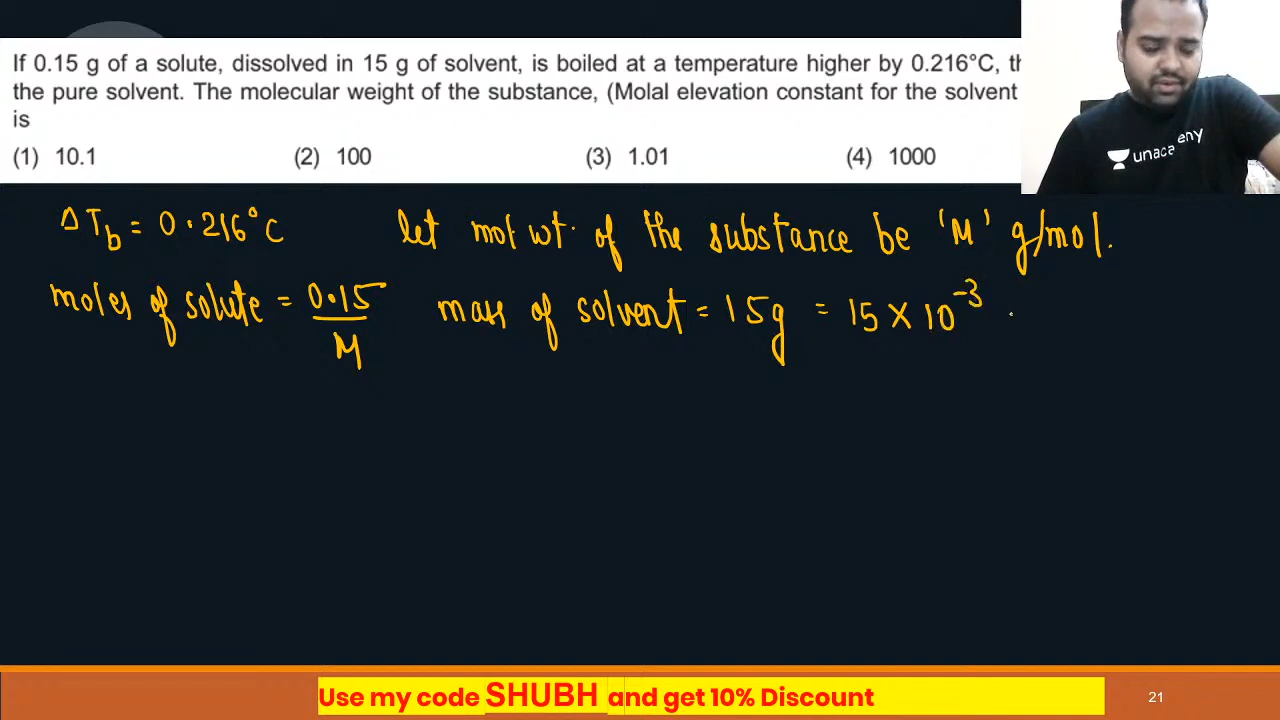 If 0.15 g of a solute, dissolved in 15 g of solvent, is boiled at a temperature higher by 0.216°C,
the pure solvent. The molecular weight of the substance, (Molal elevation constant for the solvent
is
(1) 10.1 (2) 100 (3) 1.01 (4) 1000
unaca eny
ΔT_b = 0.216°C let mol. wt. of the substance be 'M' g/mol.
moles of solute = 0.15/M mass of solvent = 15g = 15 × 10⁻³
Use my code SHUBH and get 10% Discount
21